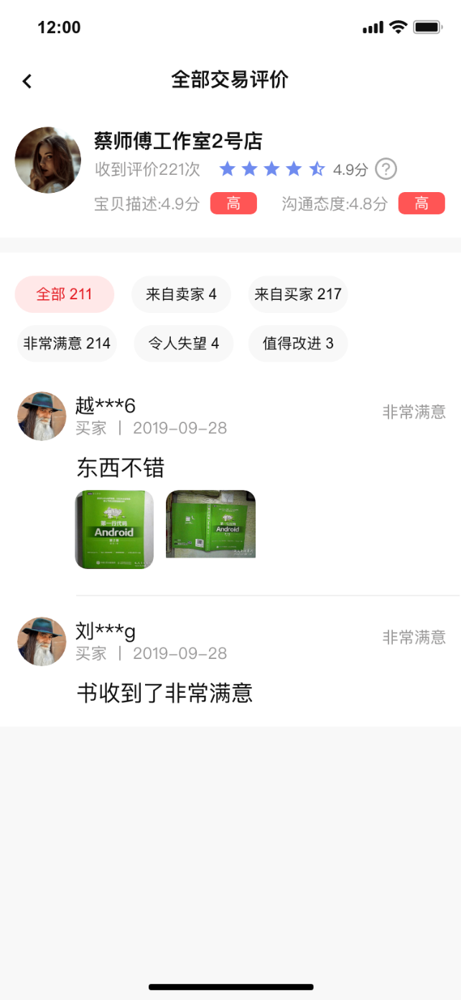 12:00
全部交易评价
蔡师傅工作室2号店
收到评价221次 4.9分 ?
宝贝描述:4.9分 高 沟通态度:4.8分 高
全部 211 来自卖家 4 来自买家 217
非常满意 214 令人失望 4 值得改进 3
越***6 非常满意
买家 | 2019-09-28
东西不错
第一行代码
Android
第一行代码
Android
刘***g 非常满意
买家 | 2019-09-28
书收到了非常满意